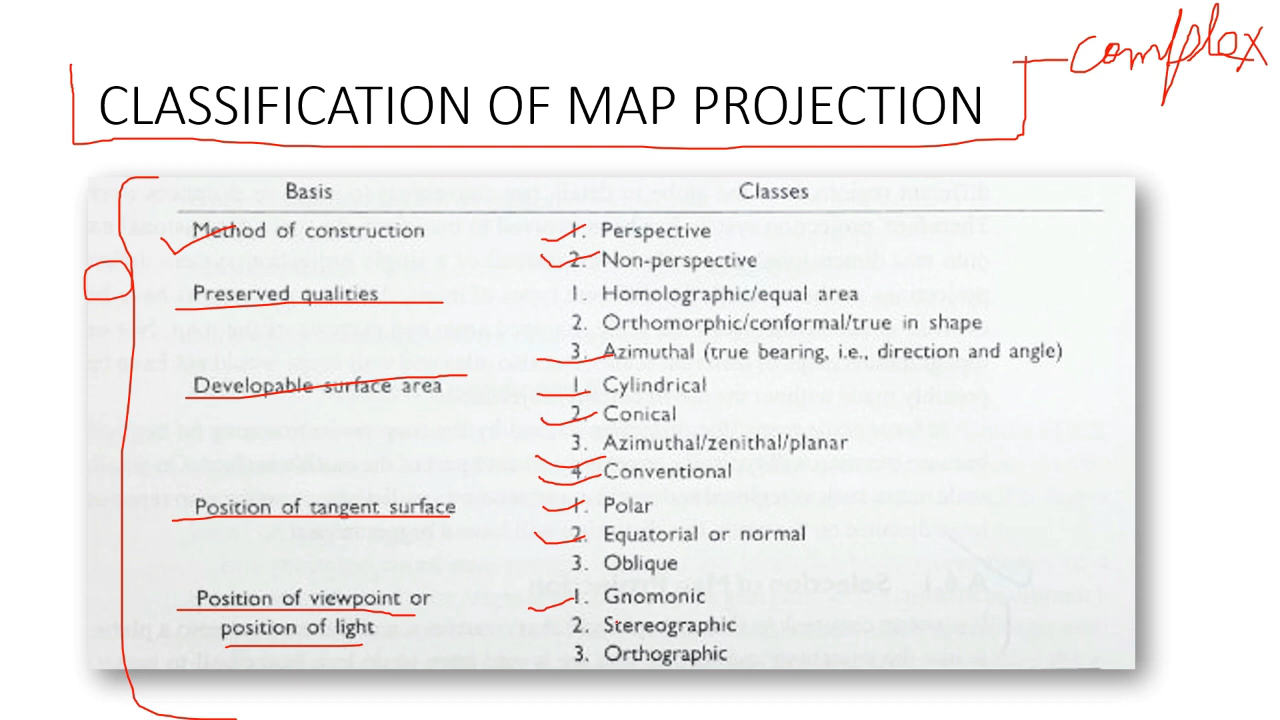 complex
CLASSIFICATION OF MAP PROJECTION
Basis Classes
Method of construction 1. Perspective
2. Non-perspective
Preserved qualities 1. Homolographic/equal area
2. Orthomorphic/conformal/true in shape
3. Azimuthal (true bearing, i.e., direction and angle)
Developable surface area 1. Cylindrical
2. Conical
3. Azimuthal/zenithal/planar
4. Conventional
Position of tangent surface 1. Polar
2. Equatorial or normal
3. Oblique
Position of viewpoint or 1. Gnomonic
position of light 2. Stereographic
3. Orthographic